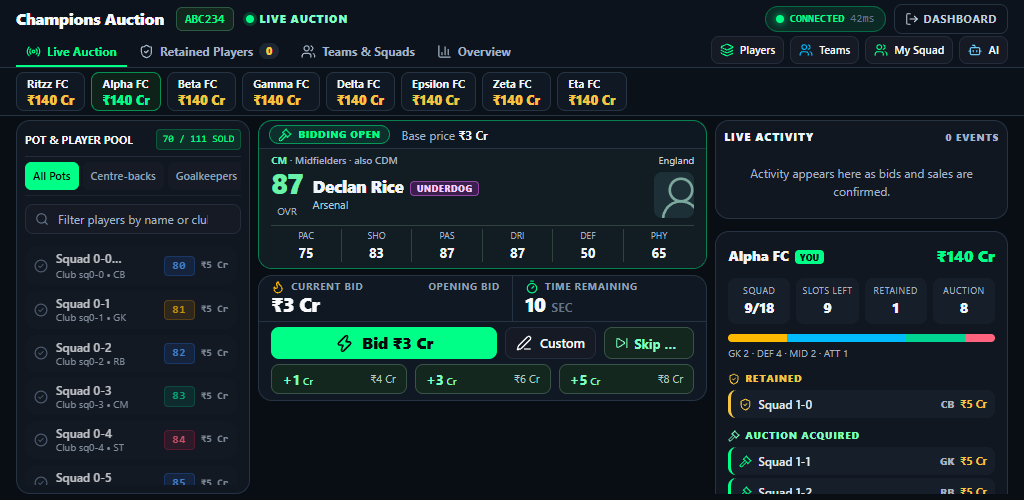 Champions Auction
ABC234
LIVE AUCTION
CONNECTED 42ms
DASHBOARD
Live Auction
Retained Players 0
Teams & Squads
Overview
Players
Teams
My Squad
AI
Ritzz FC
₹140 Cr
Alpha FC
₹140 Cr
Beta FC
₹140 Cr
Gamma FC
₹140 Cr
Delta FC
₹140 Cr
Epsilon FC
₹140 Cr
Zeta FC
₹140 Cr
Eta FC
₹140 Cr
POT & PLAYER POOL
70 / 111 SOLD
All Pots
Centre-backs
Goalkeepers
Filter players by name or clu
Squad 0-0...
Club sq0-0 • CB
80 ₹5 Cr
Squad 0-1
Club sq0-1 • GK
81 ₹5 Cr
Squad 0-2
Club sq0-2 • RB
82 ₹5 Cr
Squad 0-3
Club sq0-3 • CM
83 ₹5 Cr
Squad 0-4
Club sq0-4 • ST
84 ₹5 Cr
Squad 0-5
85 ₹5 Cr
BIDDING OPEN
Base price ₹3 Cr
CM · Midfielders · also CDM
England
87
OVR
Declan Rice UNDERDOG
Arsenal
PAC
75
SHO
83
PAS
87
DRI
87
DEF
50
PHY
65
CURRENT BID
OPENING BID
₹3 Cr
TIME REMAINING
10 SEC
Bid ₹3 Cr
Custom
Skip ...
+1 Cr ₹4 Cr
+3 Cr ₹6 Cr
+5 Cr ₹8 Cr
LIVE ACTIVITY
0 EVENTS
Activity appears here as bids and sales are
confirmed.
Alpha FC YOU
₹140 Cr
SQUAD
9/18
SLOTS LEFT
9
RETAINED
1
AUCTION
8
GK 2 · DEF 4 · MID 2 · ATT 1
RETAINED
Squad 1-0
CB ₹5 Cr
AUCTION ACQUIRED
Squad 1-1
GK ₹5 Cr
Squad 1-2
RB ₹5 Cr